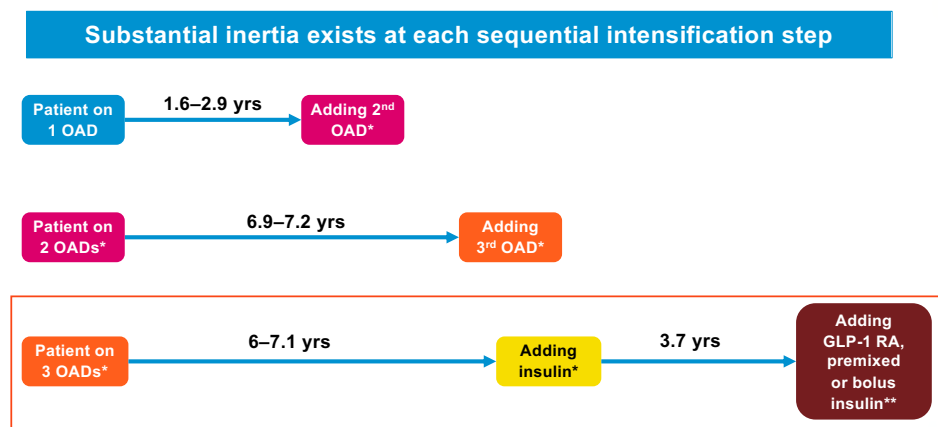 Substantial inertia exists at each sequential intensification step
1.6–2.9 yrs
Patient on
1 OAD
Adding 2nd
OAD*
6.9–7.2 yrs
Patient on
2 OADs*
Adding
3rd OAD*
6–7.1 yrs
Patient on
3 OADs*
Adding
insulin*
3.7 yrs
Adding
GLP-1 RA,
premixed
or bolus
insulin**